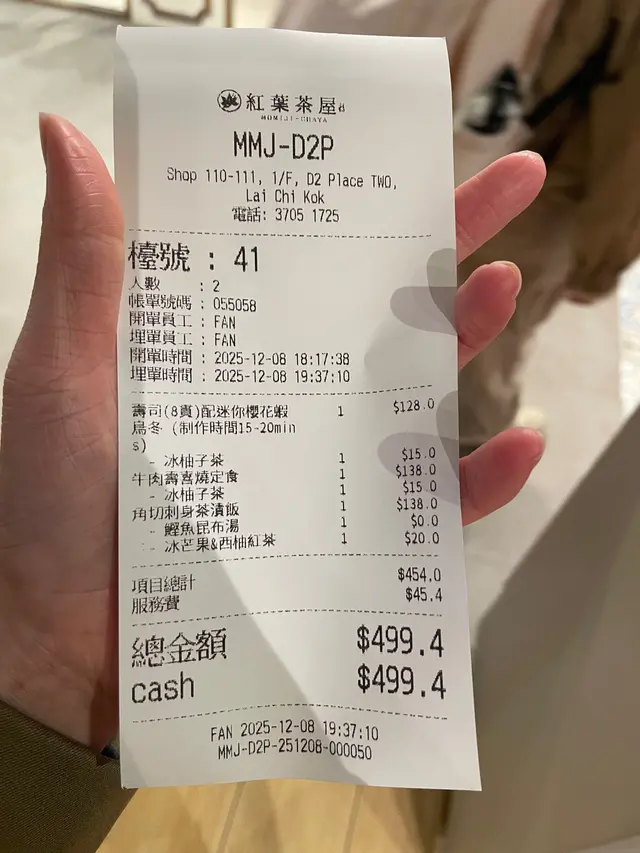 紅葉茶屋
MOMIJI-CHAYA
MMJ-D2P
Shop 110-111, 1/F, D2 Place TWO,
Lai Chi Kok
電話: 3705 1725
檯號 : 41
人數 : 2
帳單號碼 : 055058
開單員工 : FAN
埋單員工 : FAN
開單時間 : 2025-12-08 18:17:38
埋單時間 : 2025-12-08 19:37:10
壽司(8貫)配迷你櫻花蝦 1 $128.0
烏冬 (制作時間15-20min
s)
- 冰柚子茶 1 $15.0
牛肉壽喜燒定食 1 $138.0
- 冰柚子茶 1 $15.0
角切刺身茶漬飯 1 $138.0
- 鰹魚昆布湯 1 $0.0
- 冰芒果&西柚紅茶 1 $20.0
項目總計 $454.0
服務費 $45.4
總金額 $499.4
cash $499.4
FAN 2025-12-08 19:37:10
MMJ-D2P-251208-000050